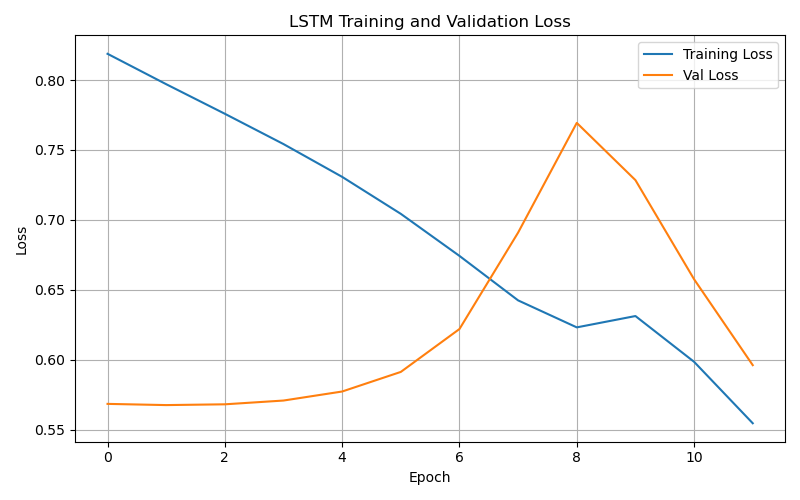 LSTM Training and Validation Loss
Training Loss
Val Loss
0.80
0.75
0.70
0.65
0.60
0.55
Loss
0 2 4 6 8 10
Epoch